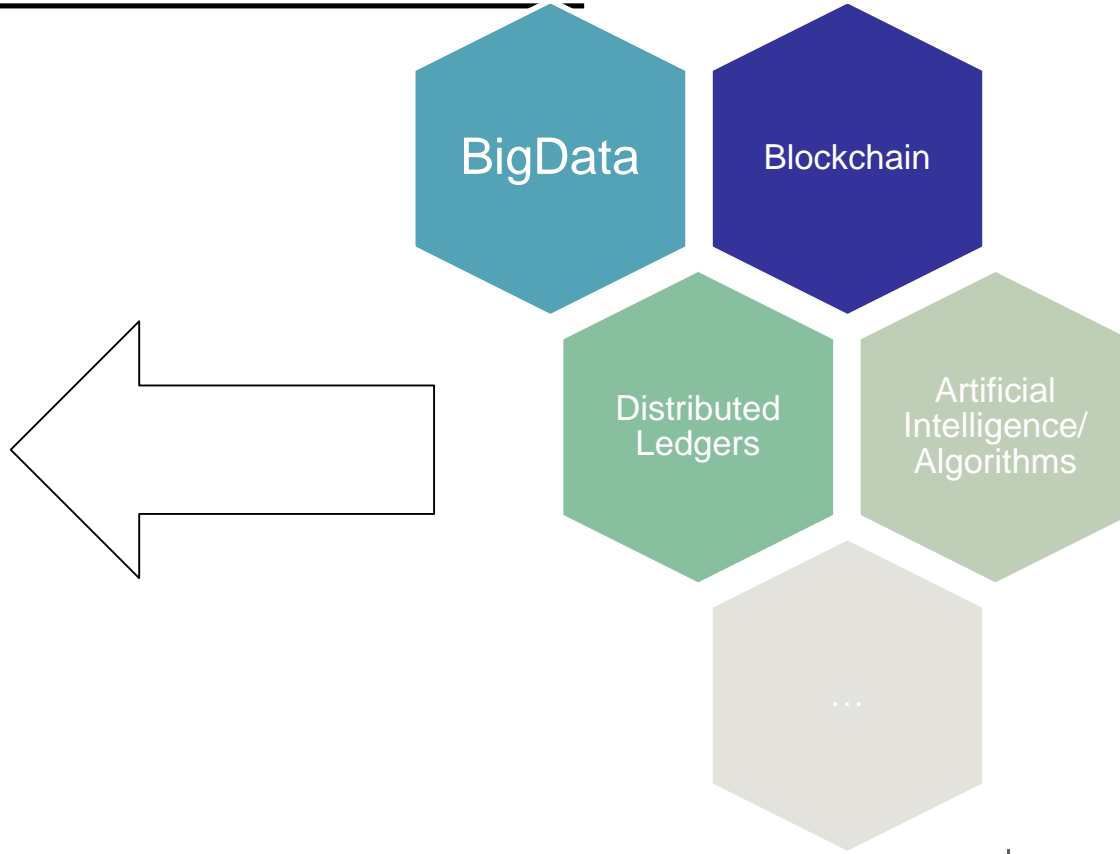 BigData
Blockchain
Distributed
Ledgers
Artificial
Intelligence/
Algorithms
...